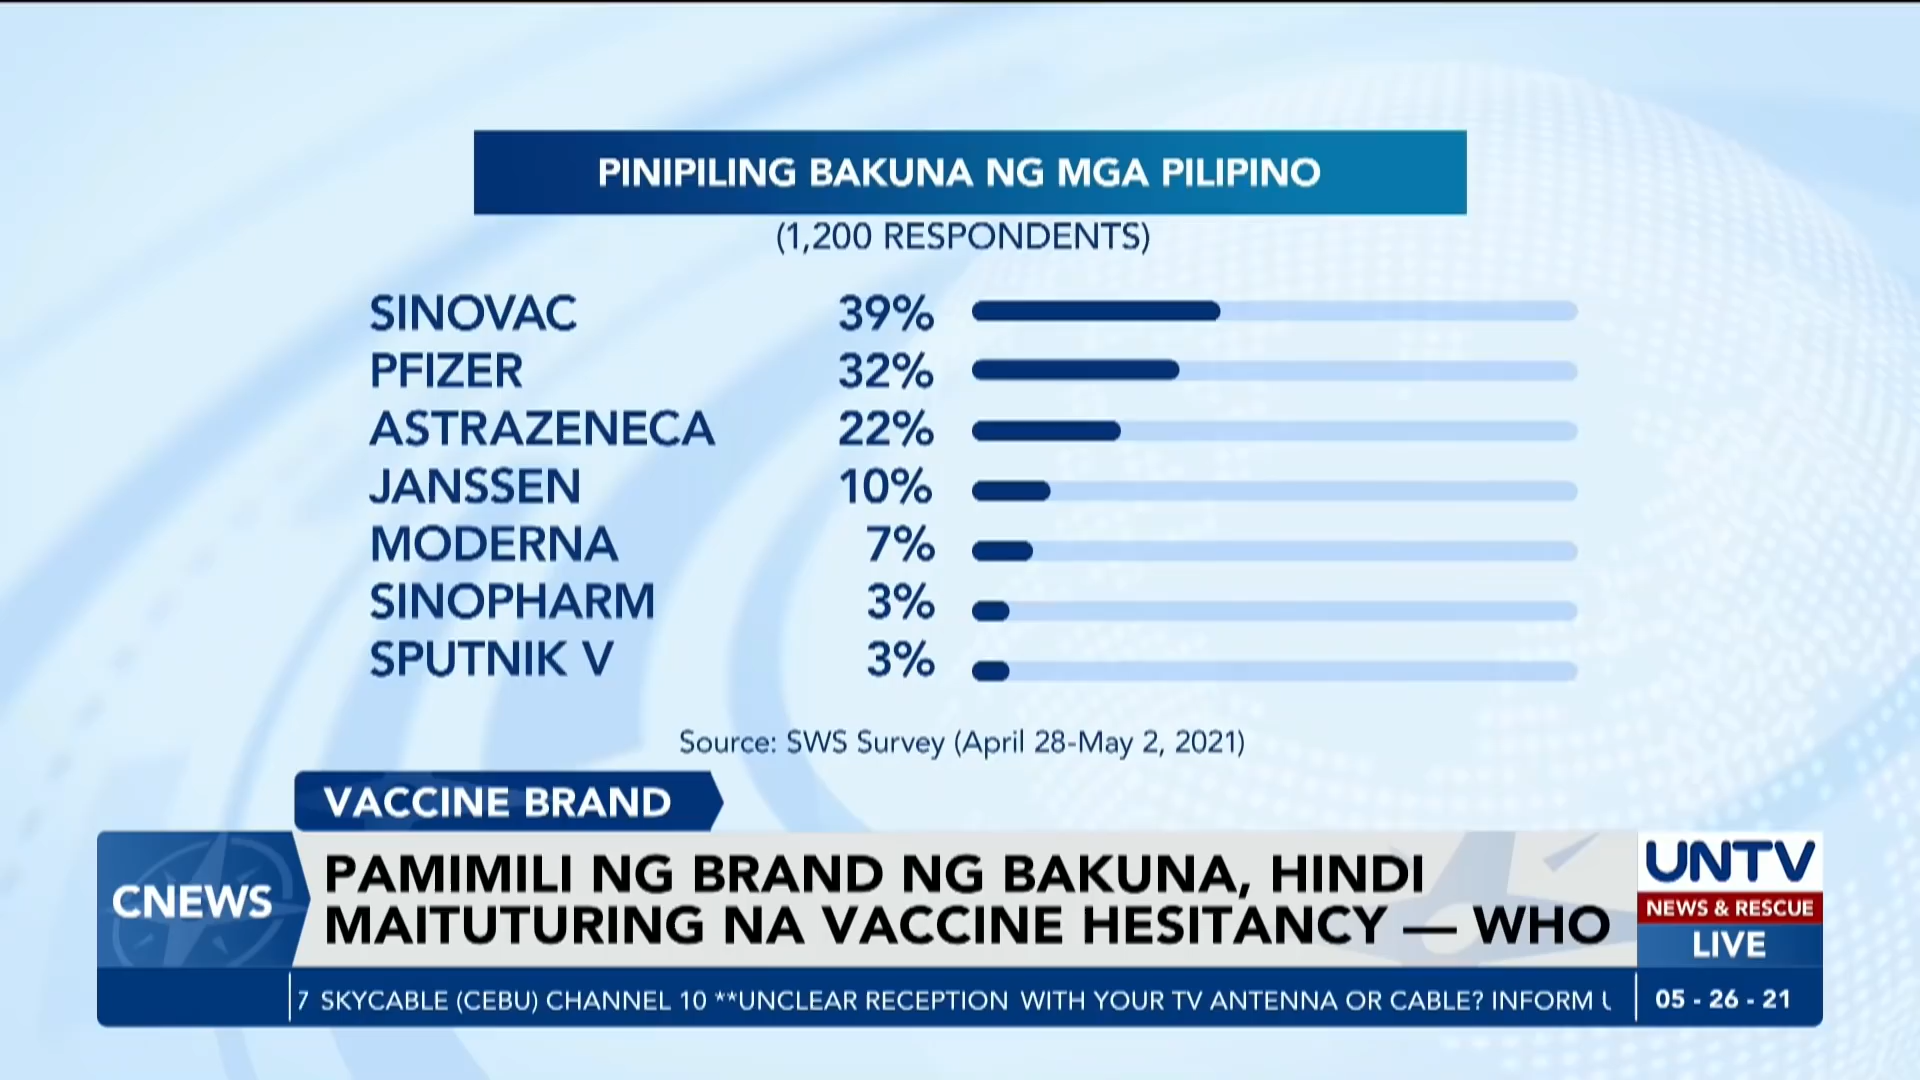 PINIPILING BAKUNA NG MGA PILIPINO
(1,200 RESPONDENTS)
SINOVAC 39%
PFIZER 32%
ASTRAZENECA 22%
JANSSEN 10%
MODERNA 7%
SINOPHARM 3%
SPUTNIK V 3%
Source: SWS Survey (April 28-May 2, 2021)
VACCINE BRAND
CNEWS
PAMIMILI NG BRAND NG BAKUNA, HINDI
MAITUTURING NA VACCINE HESITANCY — WHO
UNTV
NEWS & RESCUE
LIVE
7 SKYCABLE (CEBU) CHANNEL 10 **UNCLEAR RECEPTION WITH YOUR TV ANTENNA OR CABLE? INFORM
05 - 26 - 21